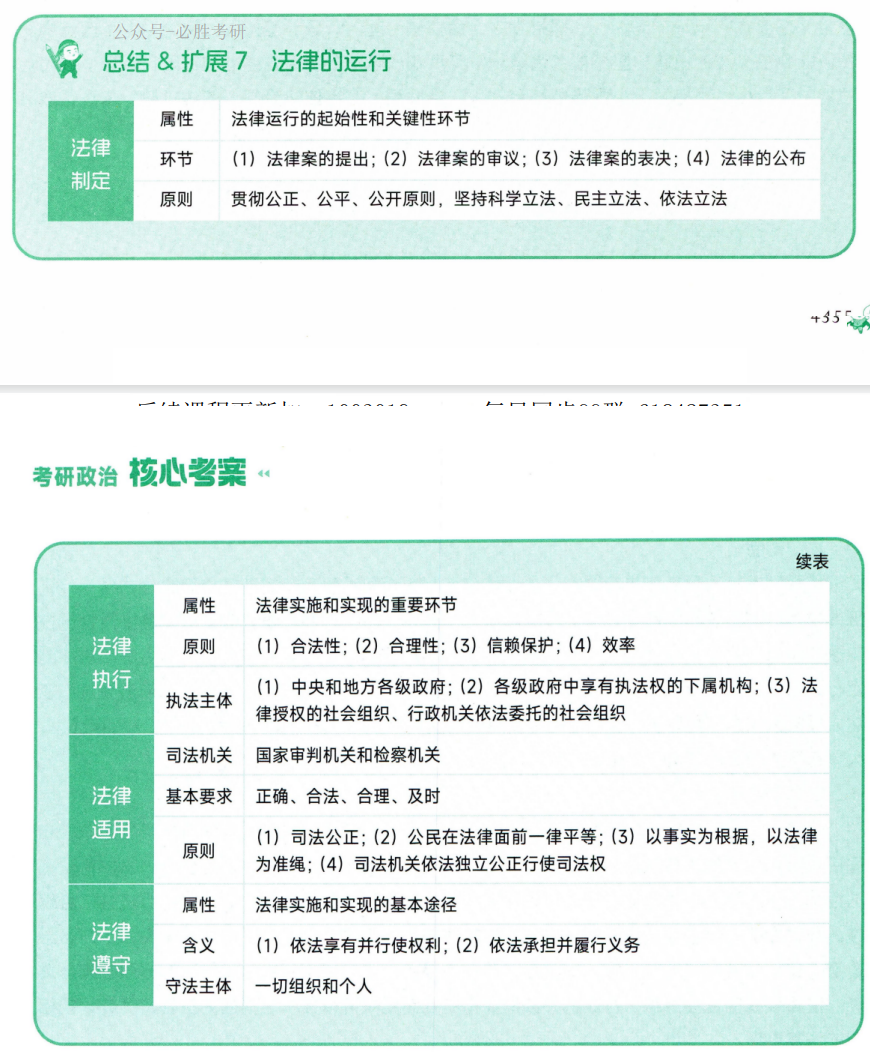 公众号-必胜考研
总结 & 扩展 7 法律的运行
法律制定
属性 法律运行的起始性和关键性环节
环节 (1) 法律案的提出; (2) 法律案的审议; (3) 法律案的表决; (4) 法律的公布
原则 贯彻公正、公平、公开原则，坚持科学立法、民主立法、依法立法
考研政治 核心考案
续表
法律执行
属性 法律实施和实现的重要环节
原则 (1) 合法性; (2) 合理性; (3) 信赖保护; (4) 效率
执法主体 (1) 中央和地方各级政府; (2) 各级政府中享有执法权的下属机构; (3) 法
律授权的社会组织、行政机关依法委托的社会组织
法律适用
司法机关 国家审判机关和检察机关
基本要求 正确、合法、合理、及时
原则 (1) 司法公正; (2) 公民在法律面前一律平等; (3) 以事实为根据，以法律
为准绳; (4) 司法机关依法独立公正行使司法权
法律遵守
属性 法律实施和实现的基本途径
含义 (1) 依法享有并行使权利; (2) 依法承担并履行义务
守法主体 一切组织和个人